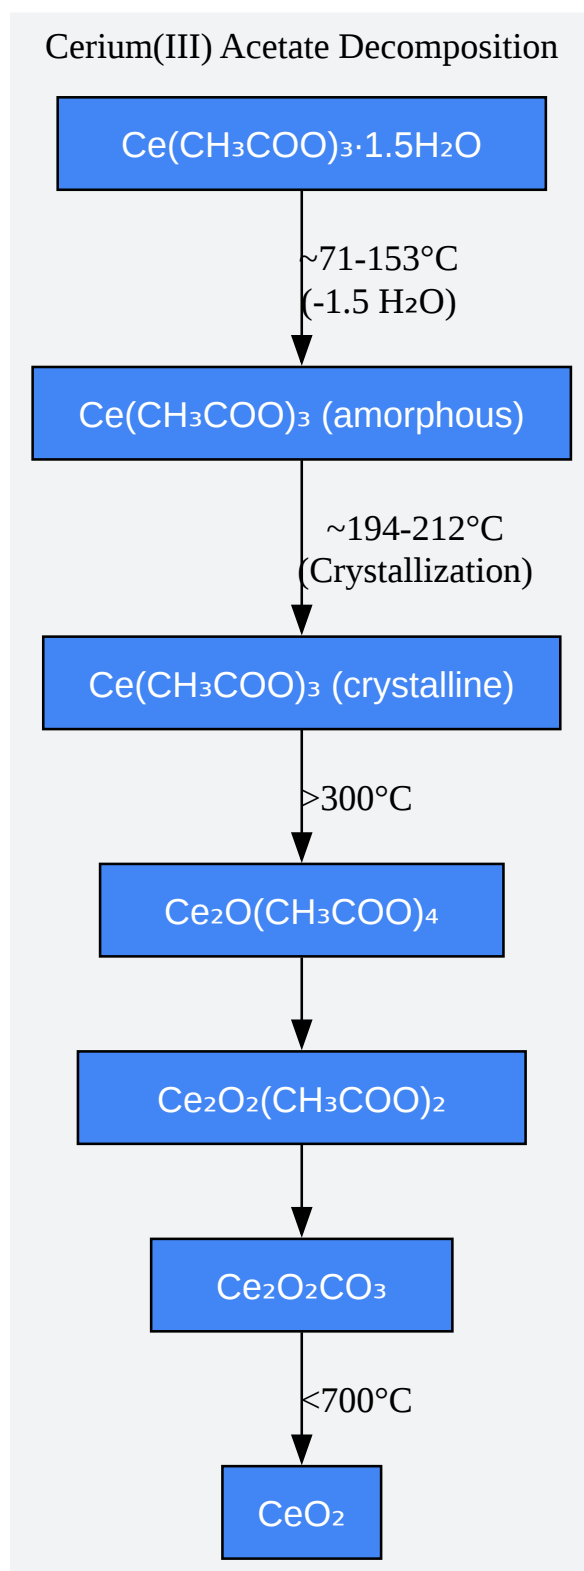 Cerium(III) Acetate Decomposition
Ce(CH₃COO)₃·1.5H₂O
~71-153°C
(-1.5 H₂O)
Ce(CH₃COO)₃ (amorphous)
~194-212°C
(Crystallization)
Ce(CH₃COO)₃ (crystalline)
>300°C
Ce₂O(CH₃COO)₄
Ce₂O₂(CH₃COO)₂
Ce₂O₂CO₃
<700°C
CeO₂